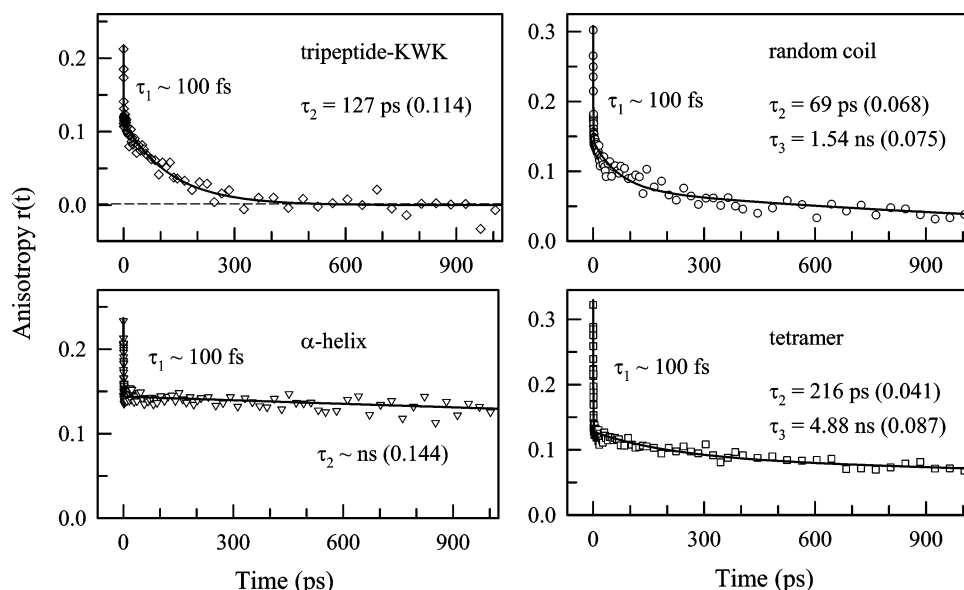 Anisotropy r(t)
tripeptide-KWK
τ1 ~ 100 fs
τ2 = 127 ps (0.114)
0.2
0.1
0.0
0 300 600 900
random coil
τ1 ~ 100 fs
τ2 = 69 ps (0.068)
τ3 = 1.54 ns (0.075)
0.3
0.2
0.1
0.0
0 300 600 900
α-helix
τ1 ~ 100 fs
τ2 ~ ns (0.144)
0.2
0.1
0.0
0 300 600 900
Time (ps)
tetramer
τ1 ~ 100 fs
τ2 = 216 ps (0.041)
τ3 = 4.88 ns (0.087)
0.3
0.2
0.1
0.0
0 300 600 900
Time (ps)